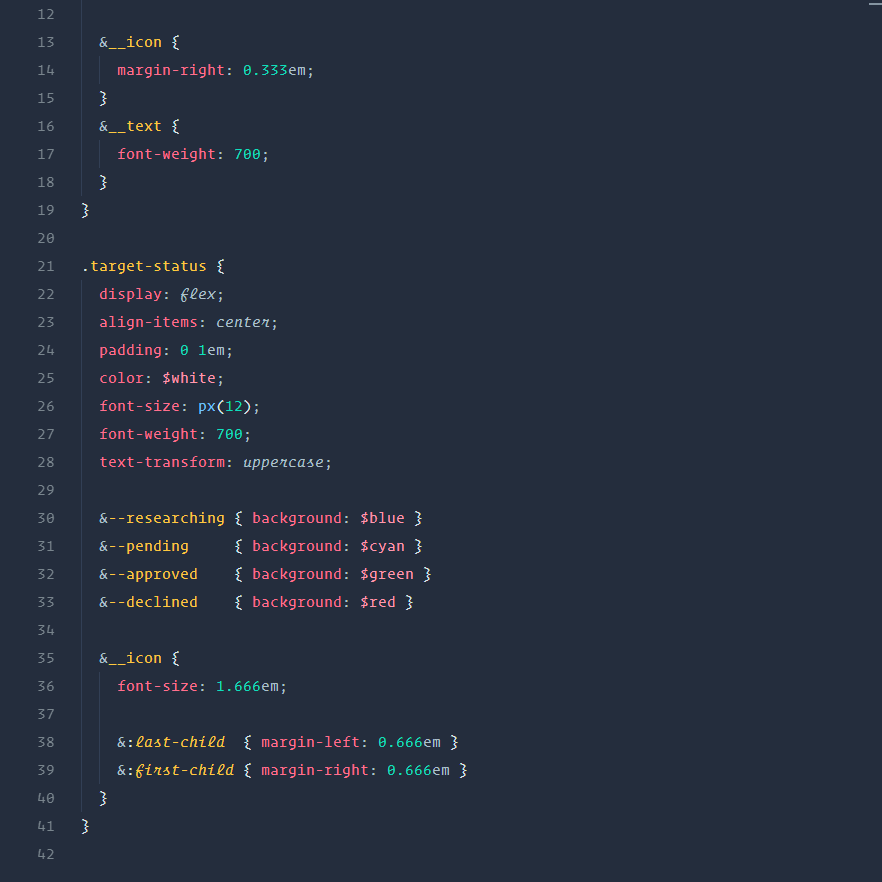 12
13 &__icon {
14 margin-right: 0.333em;
15 }
16 &__text {
17 font-weight: 700;
18 }
19 }
20
21 .target-status {
22 display: flex;
23 align-items: center;
24 padding: 0 1em;
25 color: $white;
26 font-size: px(12);
27 font-weight: 700;
28 text-transform: uppercase;
29
30 &--researching { background: $blue }
31 &--pending     { background: $cyan }
32 &--approved    { background: $green }
33 &--declined    { background: $red }
34
35 &__icon {
36 font-size: 1.666em;
37
38 &:last-child  { margin-left: 0.666em }
39 &:first-child { margin-right: 0.666em }
40 }
41 }
42